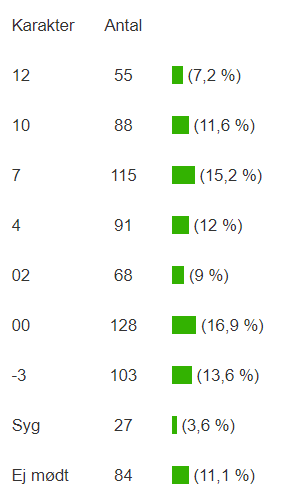 Karakter Antal
12 55 (7,2 %)
10 88 (11,6 %)
7 115 (15,2 %)
4 91 (12 %)
02 68 (9 %)
00 128 (16,9 %)
-3 103 (13,6 %)
Syg 27 (3,6 %)
Ej mødt 84 (11,1 %)